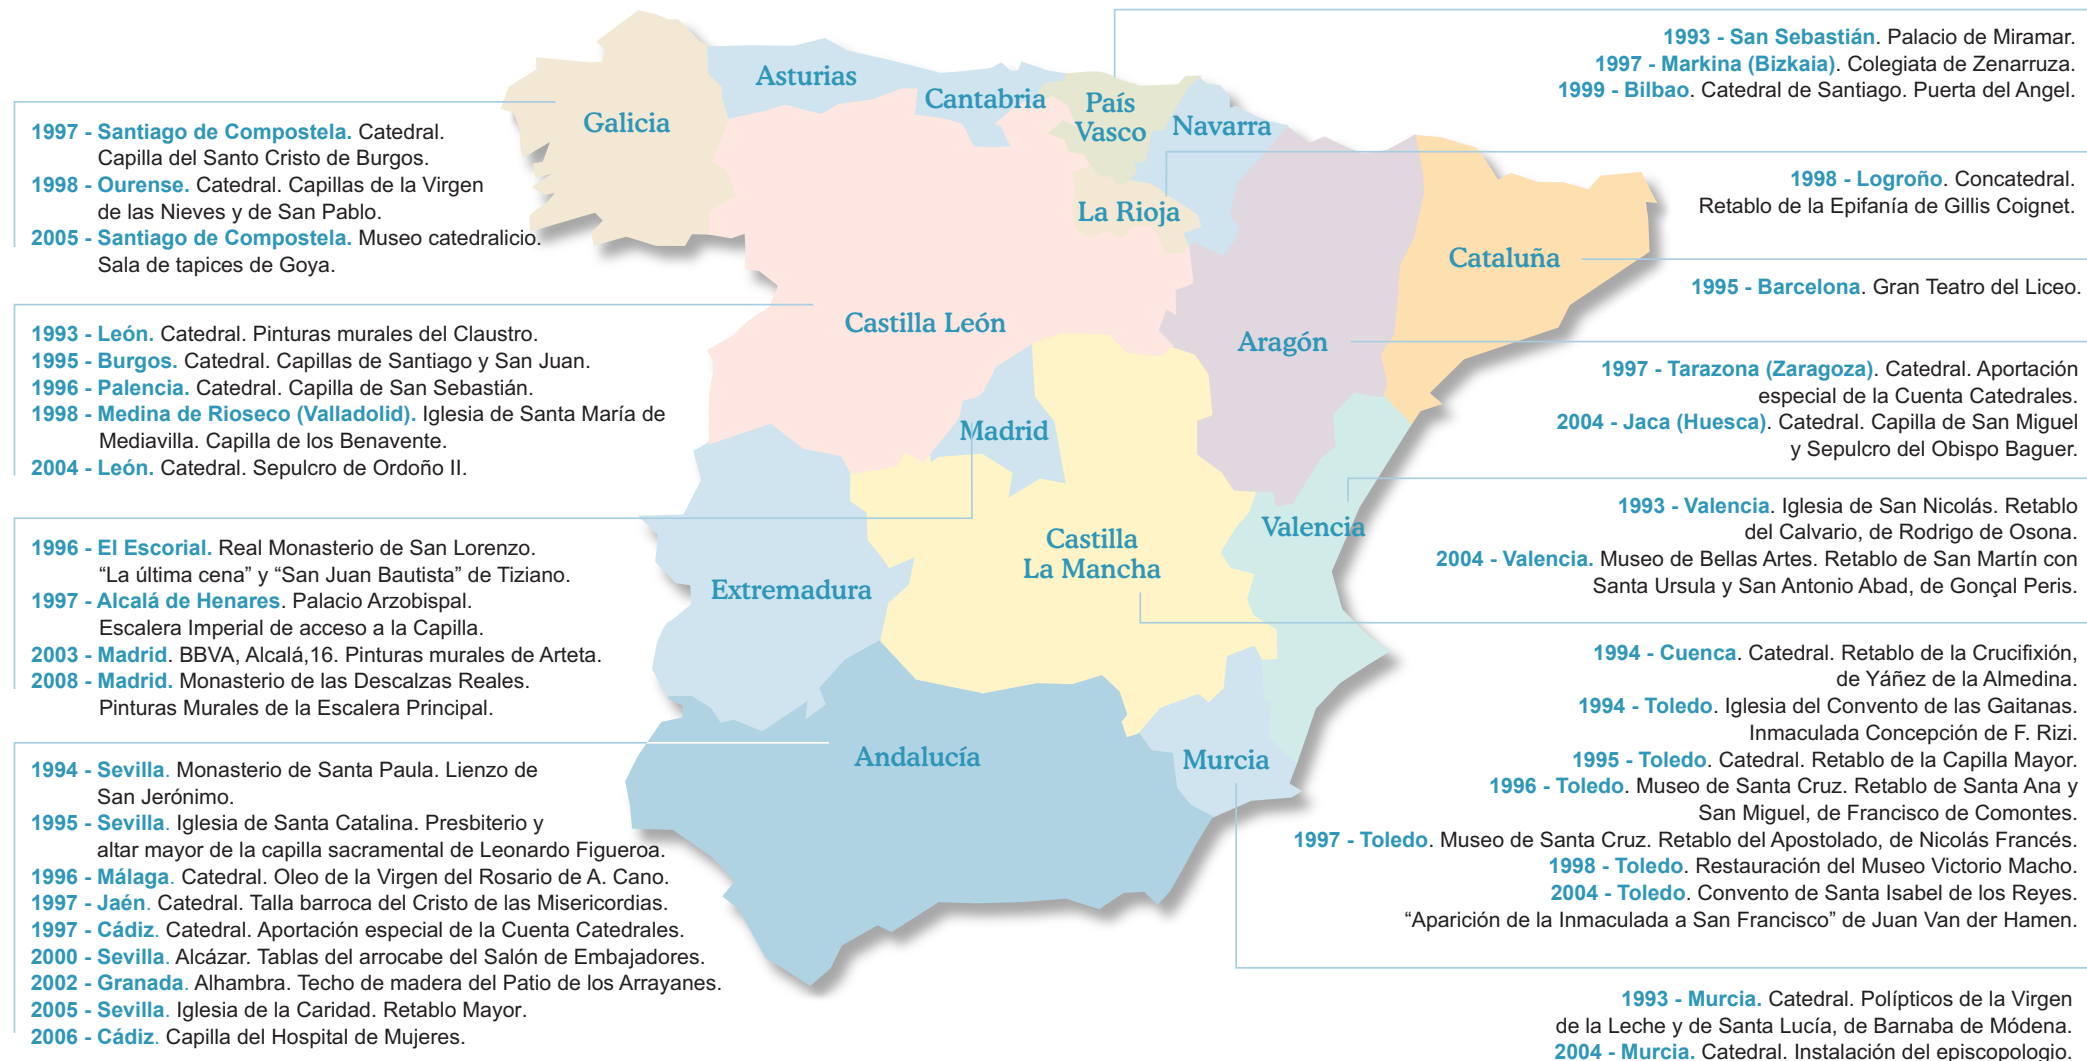 Asturias
Cantabria
País
Vasco
Navarra
Galicia
La Rioja
Cataluña
Castilla León
Aragón
Madrid
Valencia
Castilla
La Mancha
Extremadura
Andalucía
Murcia
1997 - Santiago de Compostela. Catedral.
Capilla del Santo Cristo de Burgos.
1998 - Ourense. Catedral. Capillas de la Virgen
de las Nieves y de San Pablo.
2005 - Santiago de Compostela. Museo catedralicio.
Sala de tapices de Goya.
1993 - León. Catedral. Pinturas murales del Claustro.
1995 - Burgos. Catedral. Capillas de Santiago y San Juan.
1996 - Palencia. Catedral. Capilla de San Sebastián.
1998 - Medina de Rioseco (Valladolid). Iglesia de Santa María de
Mediavilla. Capilla de los Benavente.
2004 - León. Catedral. Sepulcro de Ordoño II.
1996 - El Escorial. Real Monasterio de San Lorenzo.
“La última cena” y “San Juan Bautista” de Tiziano.
1997 - Alcalá de Henares. Palacio Arzobispal.
Escalera Imperial de acceso a la Capilla.
2003 - Madrid. BBVA, Alcalá,16. Pinturas murales de Arteta.
2008 - Madrid. Monasterio de las Descalzas Reales.
Pinturas Murales de la Escalera Principal.
1994 - Sevilla. Monasterio de Santa Paula. Lienzo de
San Jerónimo.
1995 - Sevilla. Iglesia de Santa Catalina. Presbiterio y
altar mayor de la capilla sacramental de Leonardo Figueroa.
1996 - Málaga. Catedral. Oleo de la Virgen del Rosario de A. Cano.
1997 - Jaén. Catedral. Talla barroca del Cristo de las Misericordias.
1997 - Cádiz. Catedral. Aportación especial de la Cuenta Catedrales.
2000 - Sevilla. Alcázar. Tablas del arrocabe del Salón de Embajadores.
2002 - Granada. Alhambra. Techo de madera del Patio de los Arrayanes.
2005 - Sevilla. Iglesia de la Caridad. Retablo Mayor.
2006 - Cádiz. Capilla del Hospital de Mujeres.
1993 - San Sebastián. Palacio de Miramar.
1997 - Markina (Bizkaia). Colegiata de Zenarruza.
1999 - Bilbao. Catedral de Santiago. Puerta del Angel.
1998 - Logroño. Concatedral.
Retablo de la Epifanía de Gillis Coignet.
1995 - Barcelona. Gran Teatro del Liceo.
1997 - Tarazona (Zaragoza). Catedral. Aportación
especial de la Cuenta Catedrales.
2004 - Jaca (Huesca). Catedral. Capilla de San Miguel
y Sepulcro del Obispo Baguer.
1993 - Valencia. Iglesia de San Nicolás. Retablo
del Calvario, de Rodrigo de Osona.
2004 - Valencia. Museo de Bellas Artes. Retablo de San Martín con
Santa Ursula y San Antonio Abad, de Gonçal Peris.
1994 - Cuenca. Catedral. Retablo de la Crucifixión,
de Yáñez de la Almedina.
1994 - Toledo. Iglesia del Convento de las Gaitanas.
Inmaculada Concepción de F. Rizi.
1995 - Toledo. Catedral. Retablo de la Capilla Mayor.
1996 - Toledo. Museo de Santa Cruz. Retablo de Santa Ana y
San Miguel, de Francisco de Comontes.
1997 - Toledo. Museo de Santa Cruz. Retablo del Apostolado, de Nicolás Francés.
1998 - Toledo. Restauración del Museo Victorio Macho.
2004 - Toledo. Convento de Santa Isabel de los Reyes.
“Aparición de la Inmaculada a San Francisco” de Juan Van der Hamen.
1993 - Murcia. Catedral. Polípticos de la Virgen
de la Leche y de Santa Lucía, de Barnaba de Módena.
2004 - Murcia. Catedral. Instalación del episcopologio.